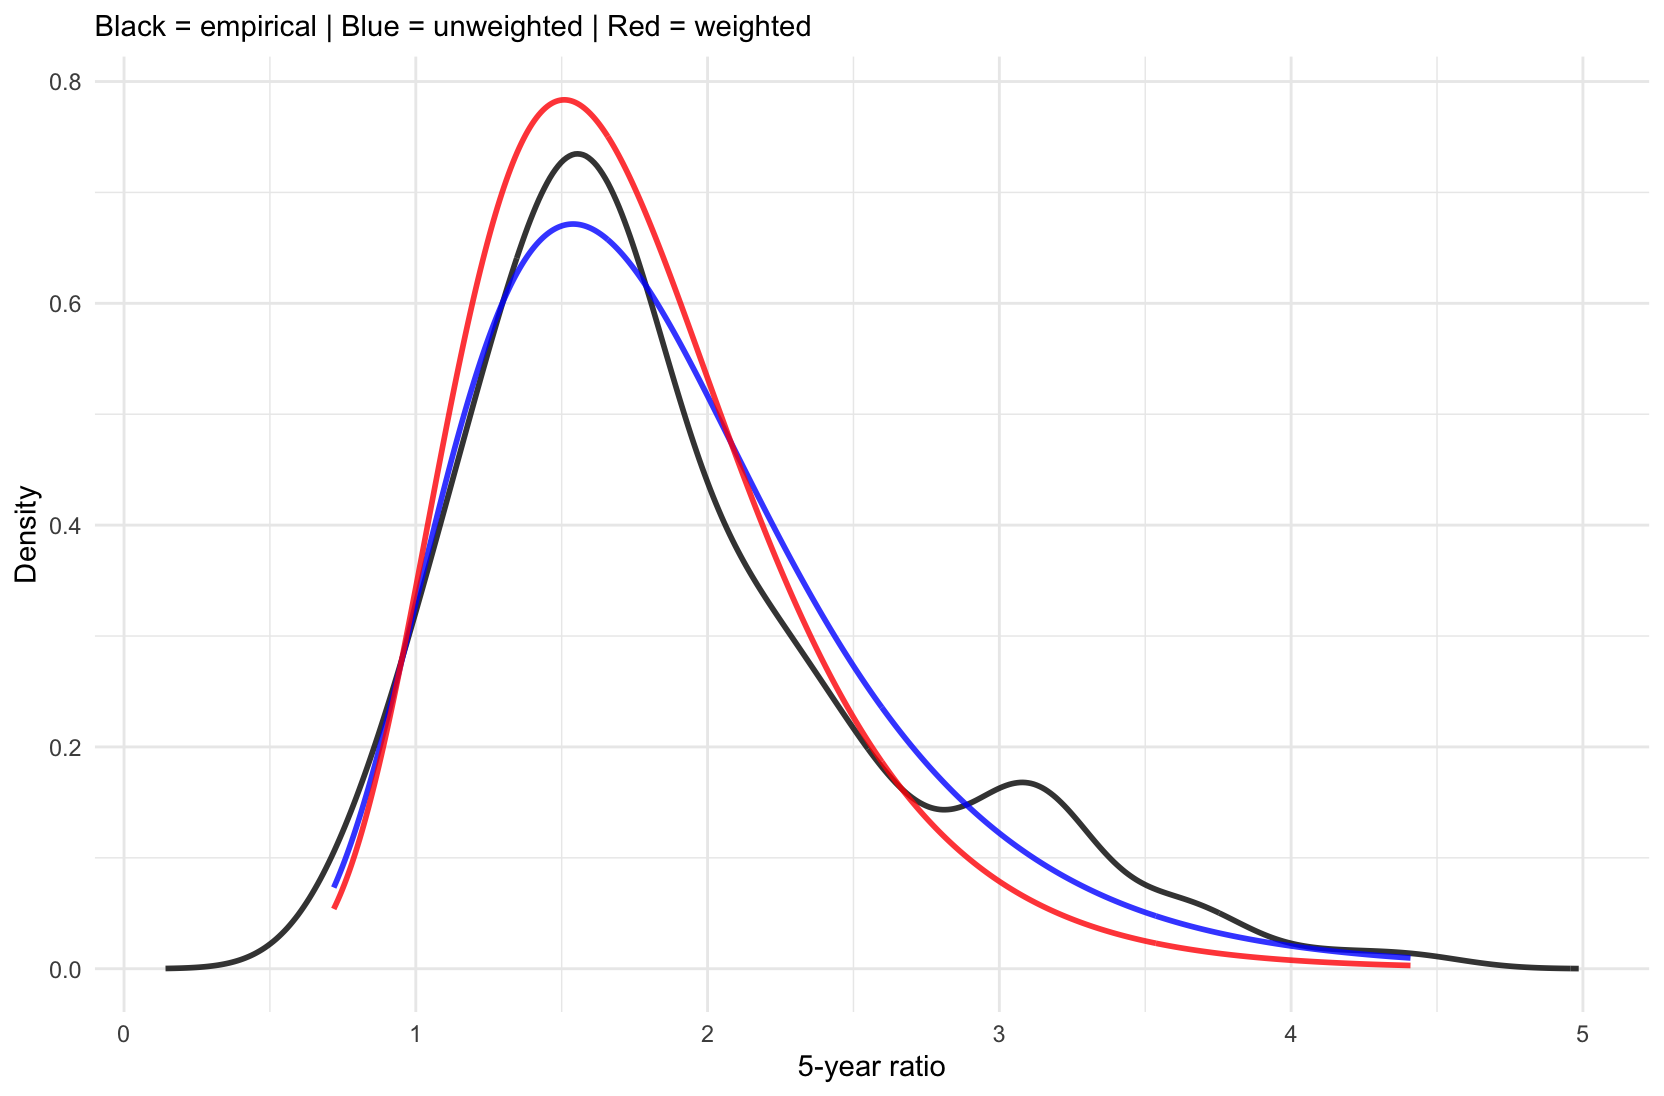 Black = empirical | Blue = unweighted | Red = weighted
0.8
0.6
0.4
0.2
0.0
Density
0 1 2 3 4 5
5-year ratio